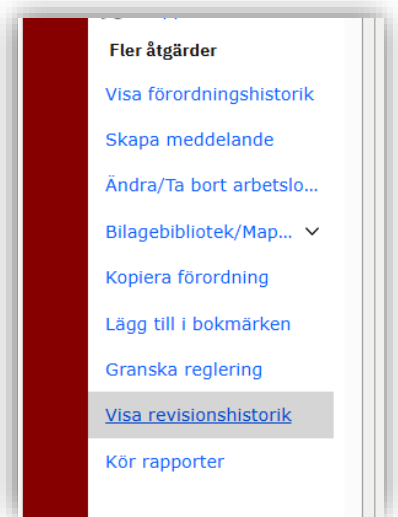 Fler åtgärder
Visa förordningshistorik
Skapa meddelande
Ändra/Ta bort arbetslo...
Bilagebibliotek/Map...
Kopiera förordning
Lägg till i bokmärken
Granska reglering
Visa revisionshistorik
Kör rapporter